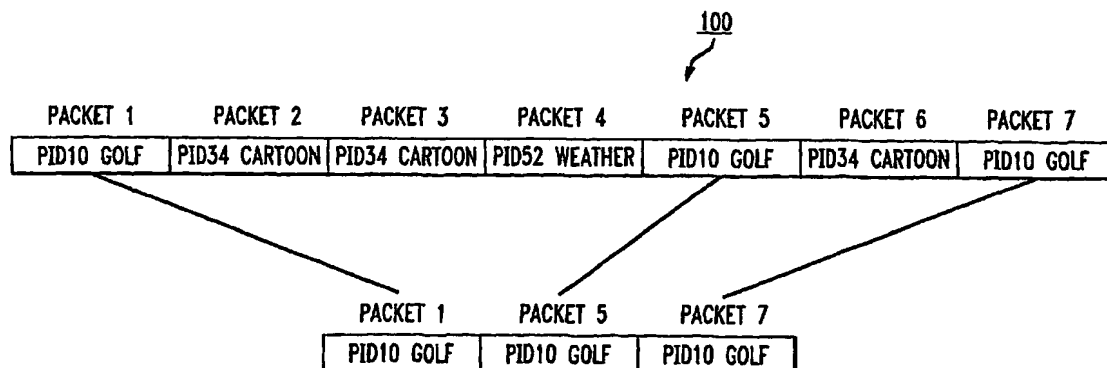 100
PACKET 1 PACKET 2 PACKET 3 PACKET 4 PACKET 5 PACKET 6 PACKET 7
PID10 GOLF PID34 CARTOON PID34 CARTOON PID52 WEATHER PID10 GOLF PID34 CARTOON PID10 GOLF
PACKET 1 PACKET 5 PACKET 7
PID10 GOLF PID10 GOLF PID10 GOLF